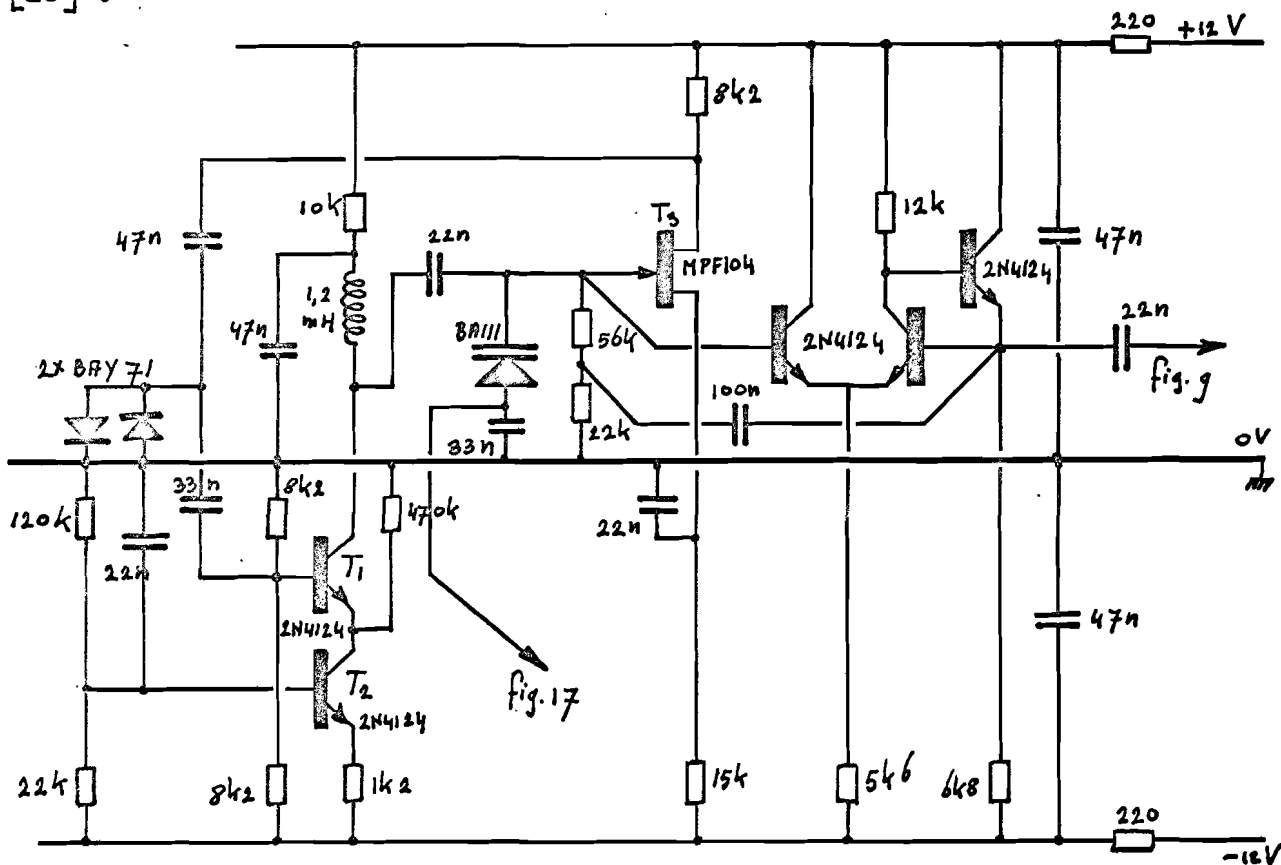 220
+12 V
8k2
10k
47n
22n
T3
MPF104
12k
2N4124
47n
1,2
mH
47n
BA111
56k
2N4124
22n
fig. 9
2x BAY 71
100n
33n
22k
0V
33n
8k2
120k
470k
22n
22n
T1
2N4124
47n
T2
2N4124
fig. 17
22k
8k2
1k2
15k
5k6
6k8
220
-12V